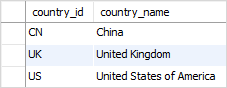 country_id country_name
CN China
UK United Kingdom
US United States of America